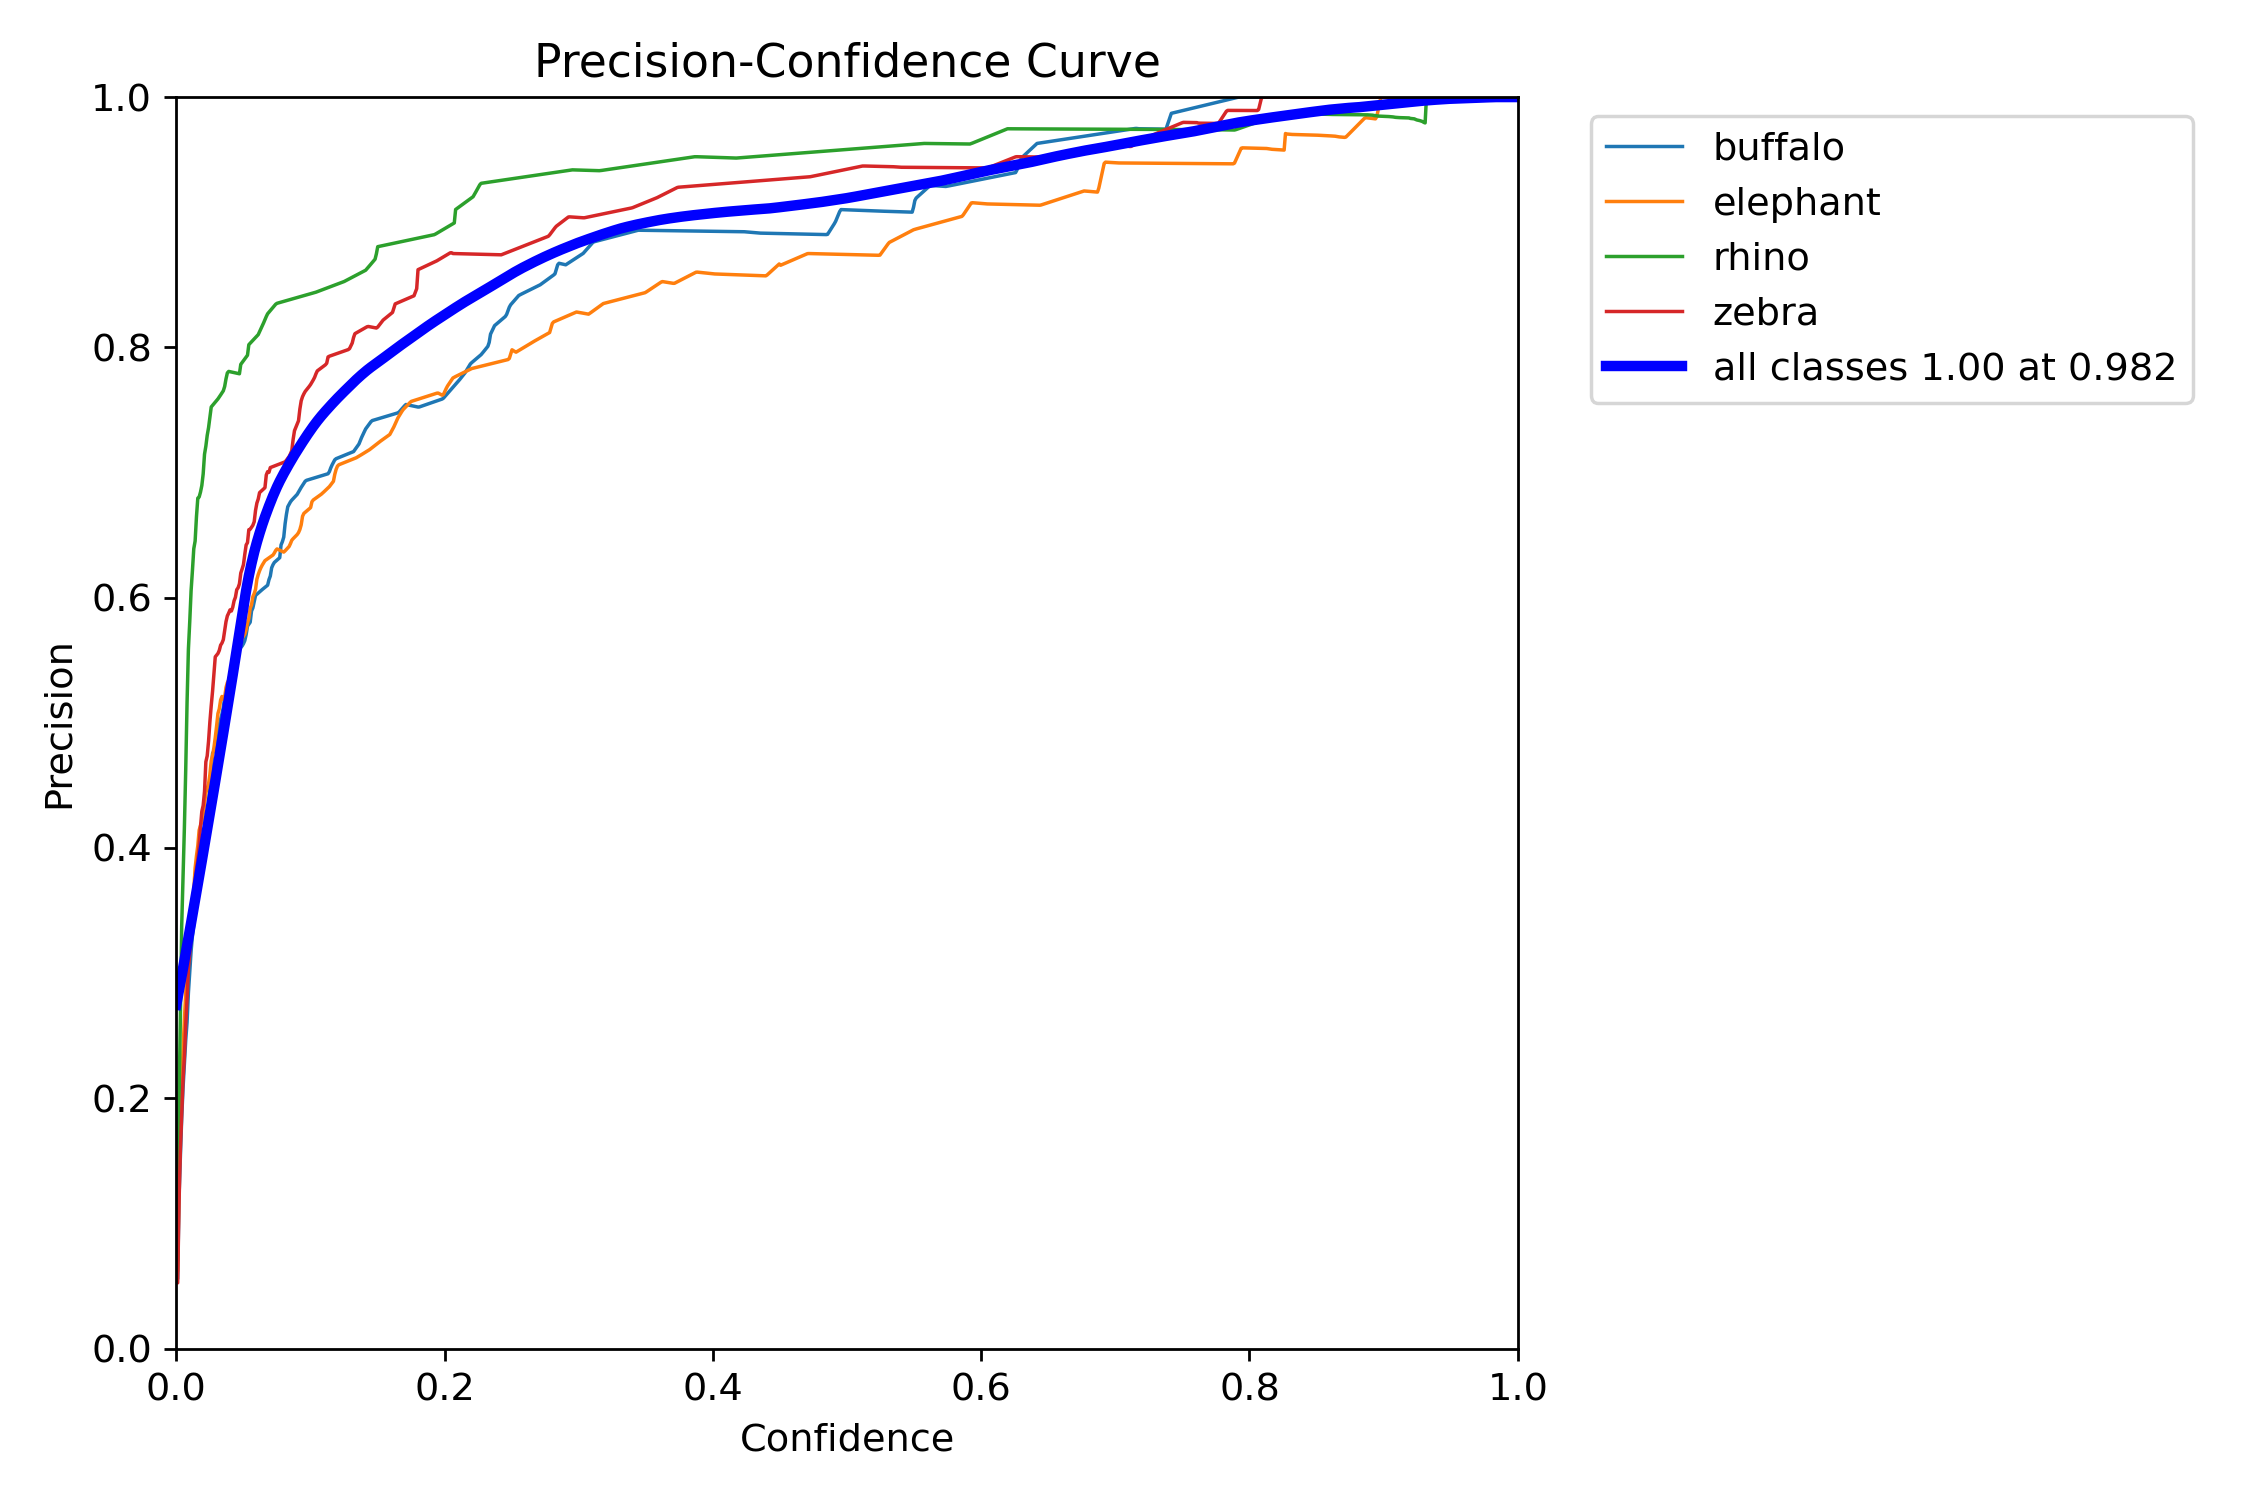 Precision-Confidence Curve
1.0
0.8
0.6
0.4
0.2
0.0
Precision
0.0 0.2 0.4 0.6 0.8 1.0
Confidence
buffalo
elephant
rhino
zebra
all classes 1.00 at 0.982